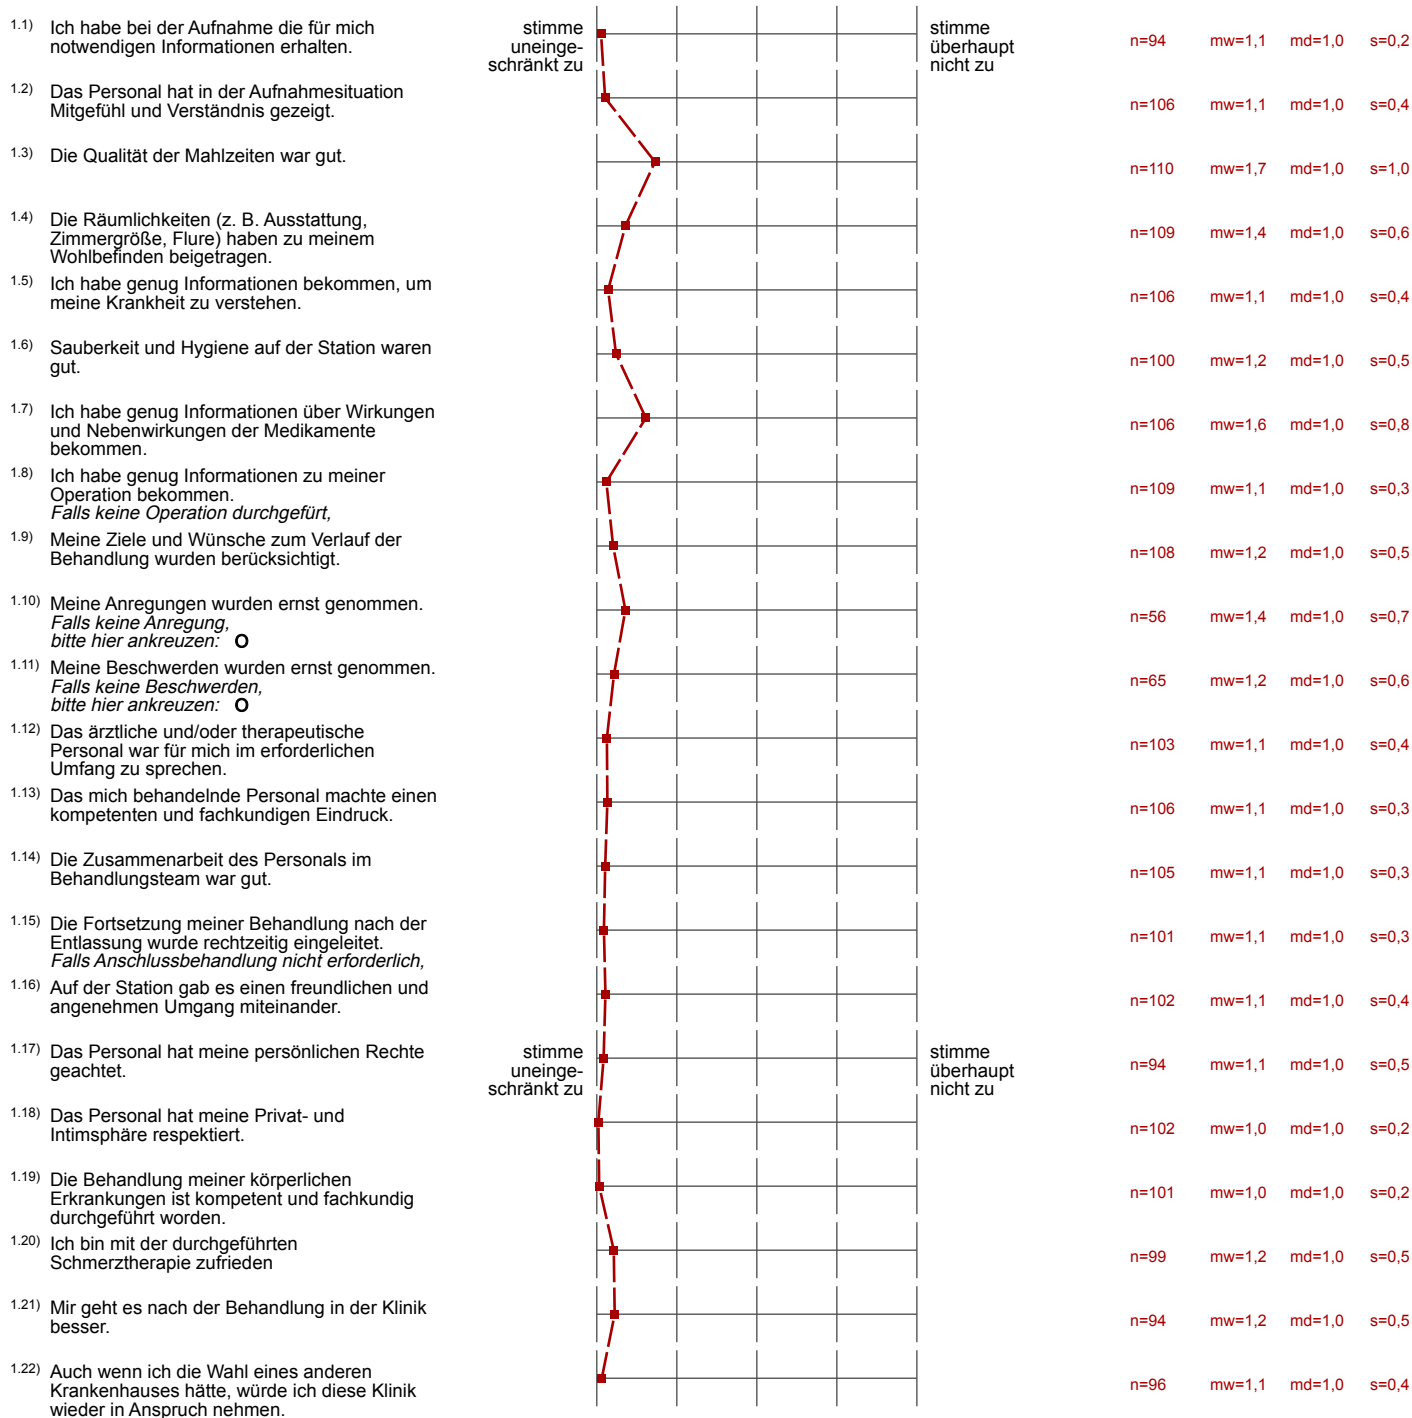 1.1) Ich habe bei der Aufnahme die für mich
notwendigen Informationen erhalten.
stimme
uneinge-
schränkt zu
stimme
überhaupt
nicht zu
n=94 mw=1,1 md=1,0 s=0,2
1.2) Das Personal hat in der Aufnahmesituation
Mitgefühl und Verständnis gezeigt.
n=106 mw=1,1 md=1,0 s=0,4
1.3) Die Qualität der Mahlzeiten war gut.
n=110 mw=1,7 md=1,0 s=1,0
1.4) Die Räumlichkeiten (z. B. Ausstattung,
Zimmergröße, Flure) haben zu meinem
Wohlbefinden beigetragen.
n=109 mw=1,4 md=1,0 s=0,6
1.5) Ich habe genug Informationen bekommen, um
meine Krankheit zu verstehen.
n=106 mw=1,1 md=1,0 s=0,4
1.6) Sauberkeit und Hygiene auf der Station waren
gut.
n=100 mw=1,2 md=1,0 s=0,5
1.7) Ich habe genug Informationen über Wirkungen
und Nebenwirkungen der Medikamente
bekommen.
n=106 mw=1,6 md=1,0 s=0,8
1.8) Ich habe genug Informationen zu meiner
Operation bekommen.
Falls keine Operation durchgefürt,
n=109 mw=1,1 md=1,0 s=0,3
1.9) Meine Ziele und Wünsche zum Verlauf der
Behandlung wurden berücksichtigt.
n=108 mw=1,2 md=1,0 s=0,5
1.10) Meine Anregungen wurden ernst genommen.
Falls keine Anregung,
bitte hier ankreuzen: O
n=56 mw=1,4 md=1,0 s=0,7
1.11) Meine Beschwerden wurden ernst genommen.
Falls keine Beschwerden,
bitte hier ankreuzen: O
n=65 mw=1,2 md=1,0 s=0,6
1.12) Das ärztliche und/oder therapeutische
Personal war für mich im erforderlichen
Umfang zu sprechen.
n=103 mw=1,1 md=1,0 s=0,4
1.13) Das mich behandelnde Personal machte einen
kompetenten und fachkundigen Eindruck.
n=106 mw=1,1 md=1,0 s=0,3
1.14) Die Zusammenarbeit des Personals im
Behandlungsteam war gut.
n=105 mw=1,1 md=1,0 s=0,3
1.15) Die Fortsetzung meiner Behandlung nach der
Entlassung wurde rechtzeitig eingeleitet.
Falls Anschlussbehandlung nicht erforderlich,
n=101 mw=1,1 md=1,0 s=0,3
1.16) Auf der Station gab es einen freundlichen und
angenehmen Umgang miteinander.
n=102 mw=1,1 md=1,0 s=0,4
1.17) Das Personal hat meine persönlichen Rechte
geachtet.
stimme
uneinge-
schränkt zu
stimme
überhaupt
nicht zu
n=94 mw=1,1 md=1,0 s=0,5
1.18) Das Personal hat meine Privat- und
Intimsphäre respektiert.
n=102 mw=1,0 md=1,0 s=0,2
1.19) Die Behandlung meiner körperlichen
Erkrankungen ist kompetent und fachkundig
durchgeführt worden.
n=101 mw=1,0 md=1,0 s=0,2
1.20) Ich bin mit der durchgeführten
Schmerztherapie zufrieden
n=99 mw=1,2 md=1,0 s=0,5
1.21) Mir geht es nach der Behandlung in der Klinik
besser.
n=94 mw=1,2 md=1,0 s=0,5
1.22) Auch wenn ich die Wahl eines anderen
Krankenhauses hätte, würde ich diese Klinik
wieder in Anspruch nehmen.
n=96 mw=1,1 md=1,0 s=0,4